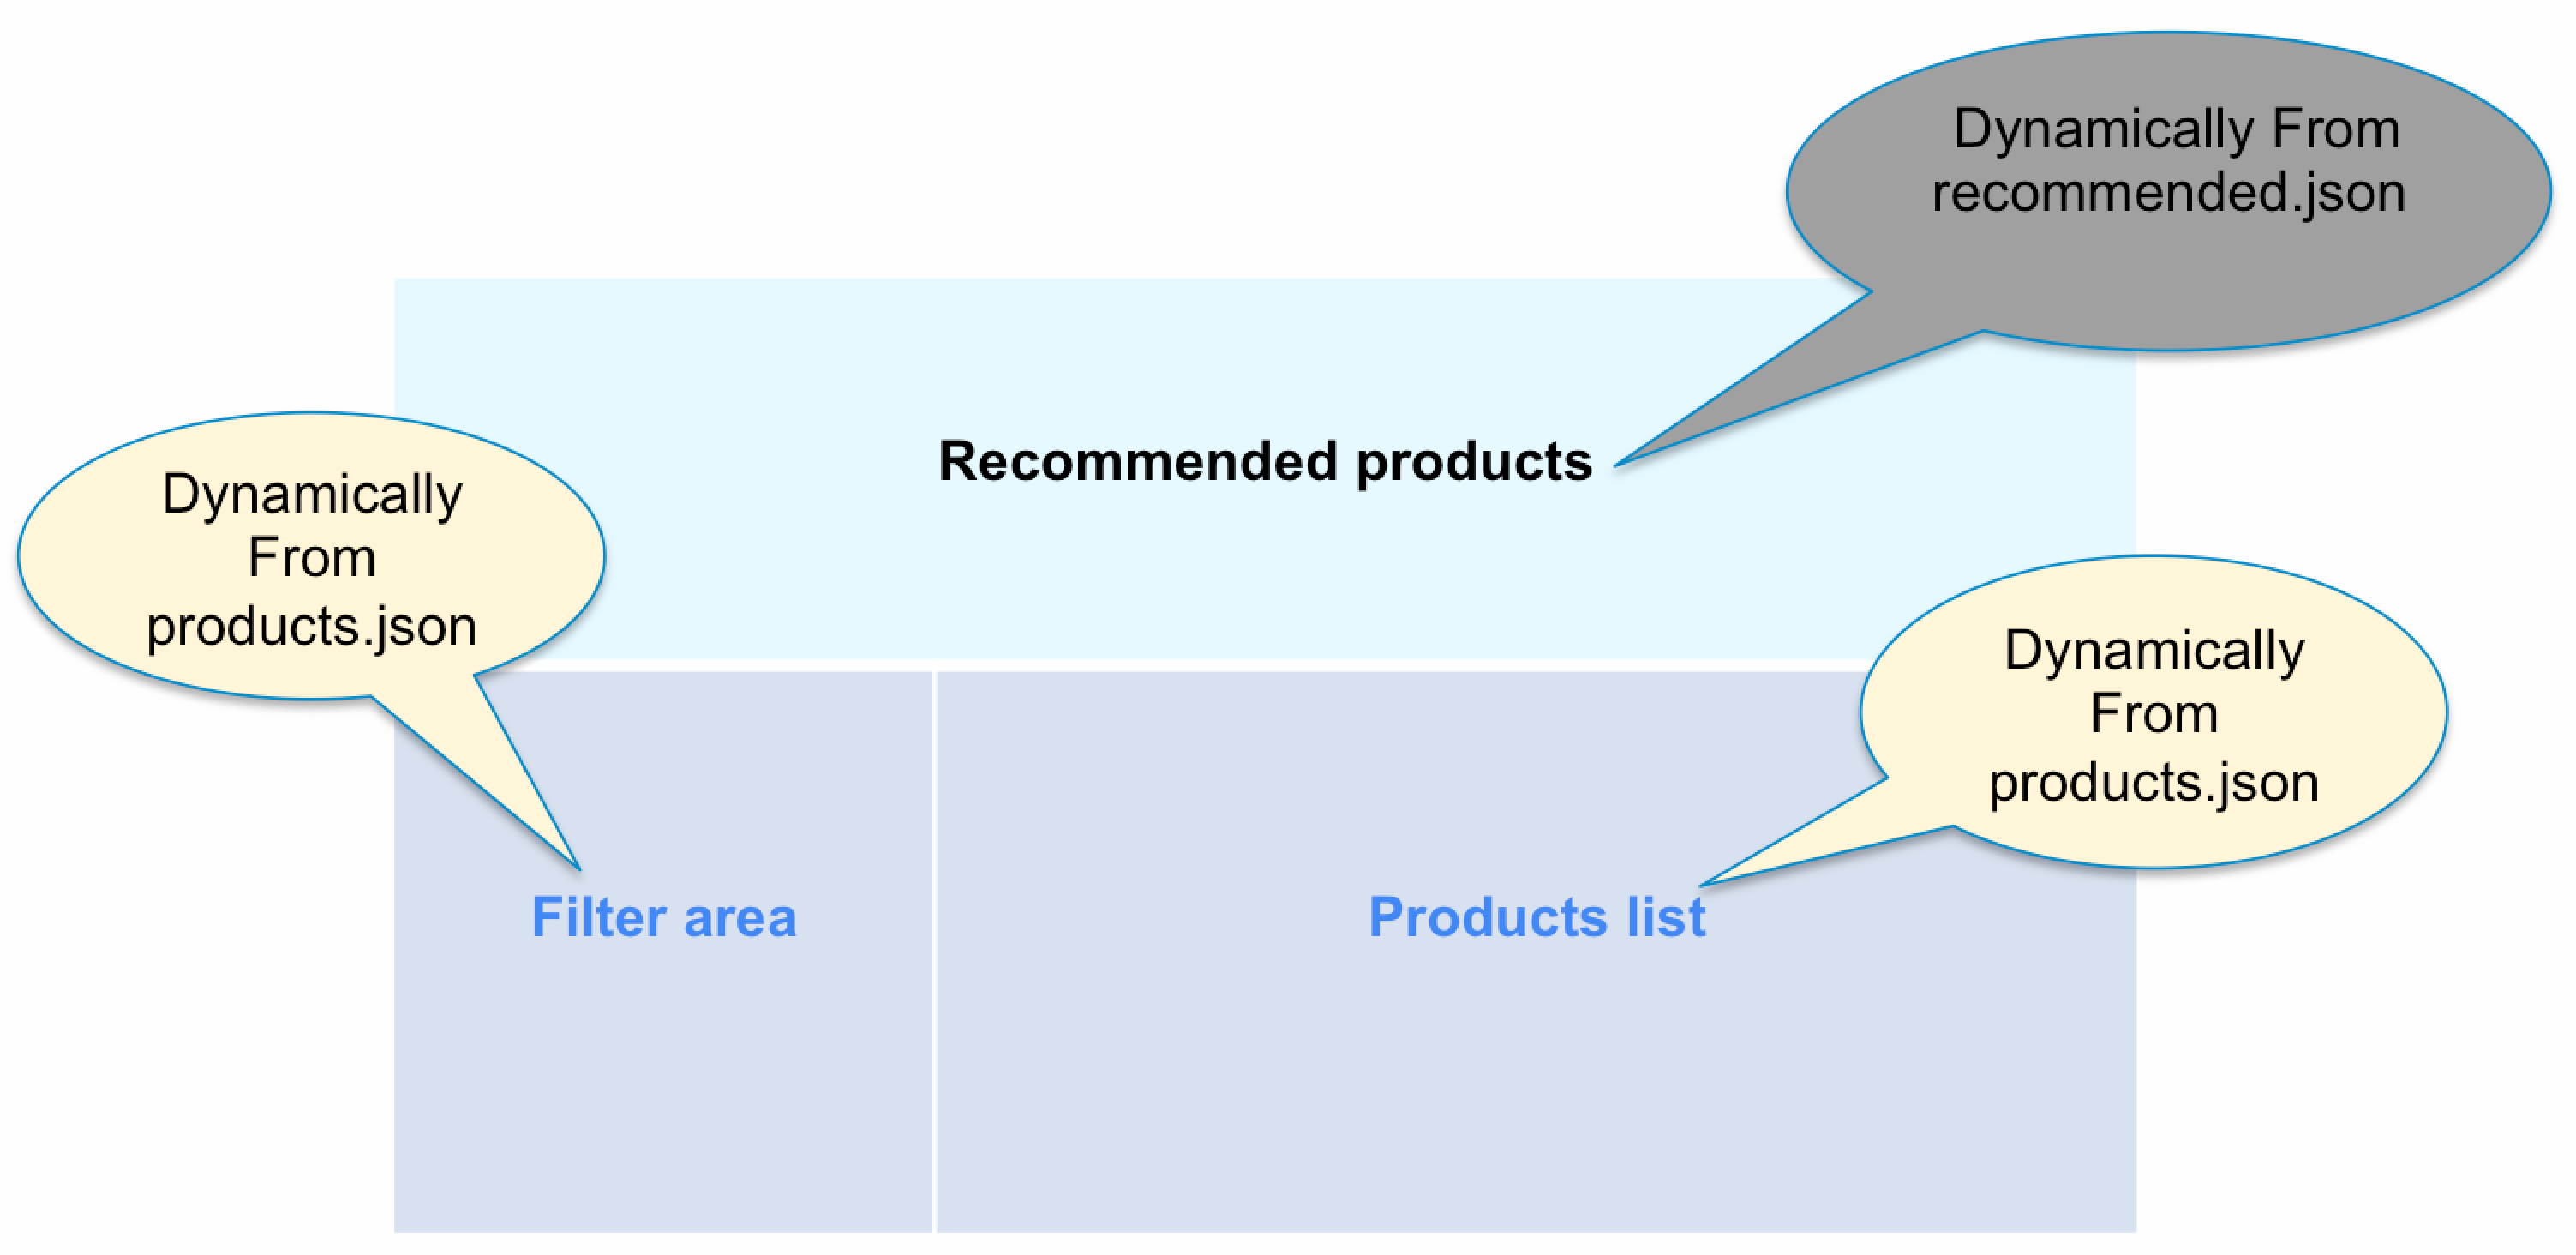 Dynamically From
recommended.json
Recommended products
Dynamically
From
products.json
Dynamically
From
products.json
Filter area
Products list